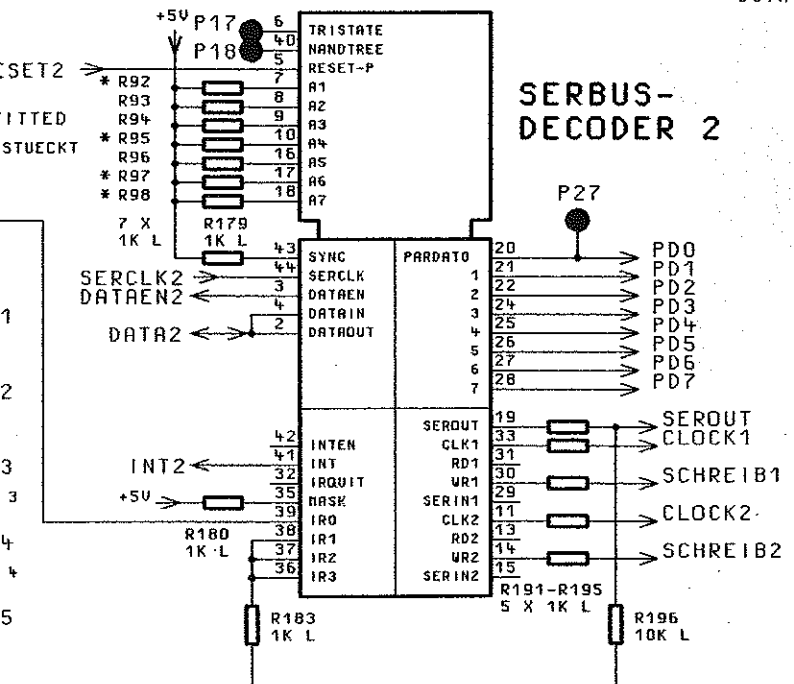 +5V P17 6 TRISTATE
P18 40 NANDTREE
ESET2 5 RESET-P
* R92 7 A1
R93 8 A2
FITTED R94 9 A3
STUECKT * R95 10 A4
R96 16 A5
* R97 17 A6
* R98 18 A7
7 X
1K L
R179
1K L
SERBUS-
DECODER 2
P27
43 SYNC
SERCLK2 44 SERCLK
DATAEN2 3 DATAEN
4 DATAIN
DATA2 2 DATAOUT
PARDATO 20 PD0
1 21 PD1
2 22 PD2
3 24 PD3
4 25 PD4
5 26 PD5
6 27 PD6
7 28 PD7
1
2
3
3
4
4
5
42 INTEN
INT2 41 INT
32 IRQUIT
+5V 35 MASK
39 IR0
R180
1K L
38 IR1
37 IR2
36 IR3
R183
1K L
SEROUT 19 SEROUT
CLK1 33 CLOCK1
RD1 31
WR1 30 SCHREIB1
SERIN1 29
CLK2 11 CLOCK2
RD2 13
WR2 14 SCHREIB2
SERIN2 15
R191-R195
5 X 1K L
R196
10K L